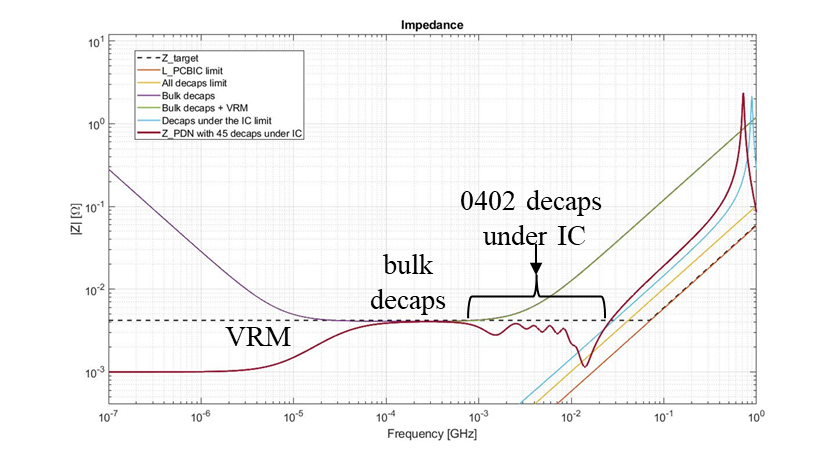 Impedance
10^1
10^0
10^-1
10^-2
10^-3
|Z| [Ω]
Z_target
L_PCBIC limit
All decaps limit
Bulk decaps
Bulk decaps + VRM
Decaps under the IC limit
Z_PDN with 45 decaps under IC
0402 decaps
under IC
bulk
decaps
VRM
10^-7
10^-6
10^-5
10^-4
10^-3
10^-2
10^-1
10^0
Frequency [GHz]